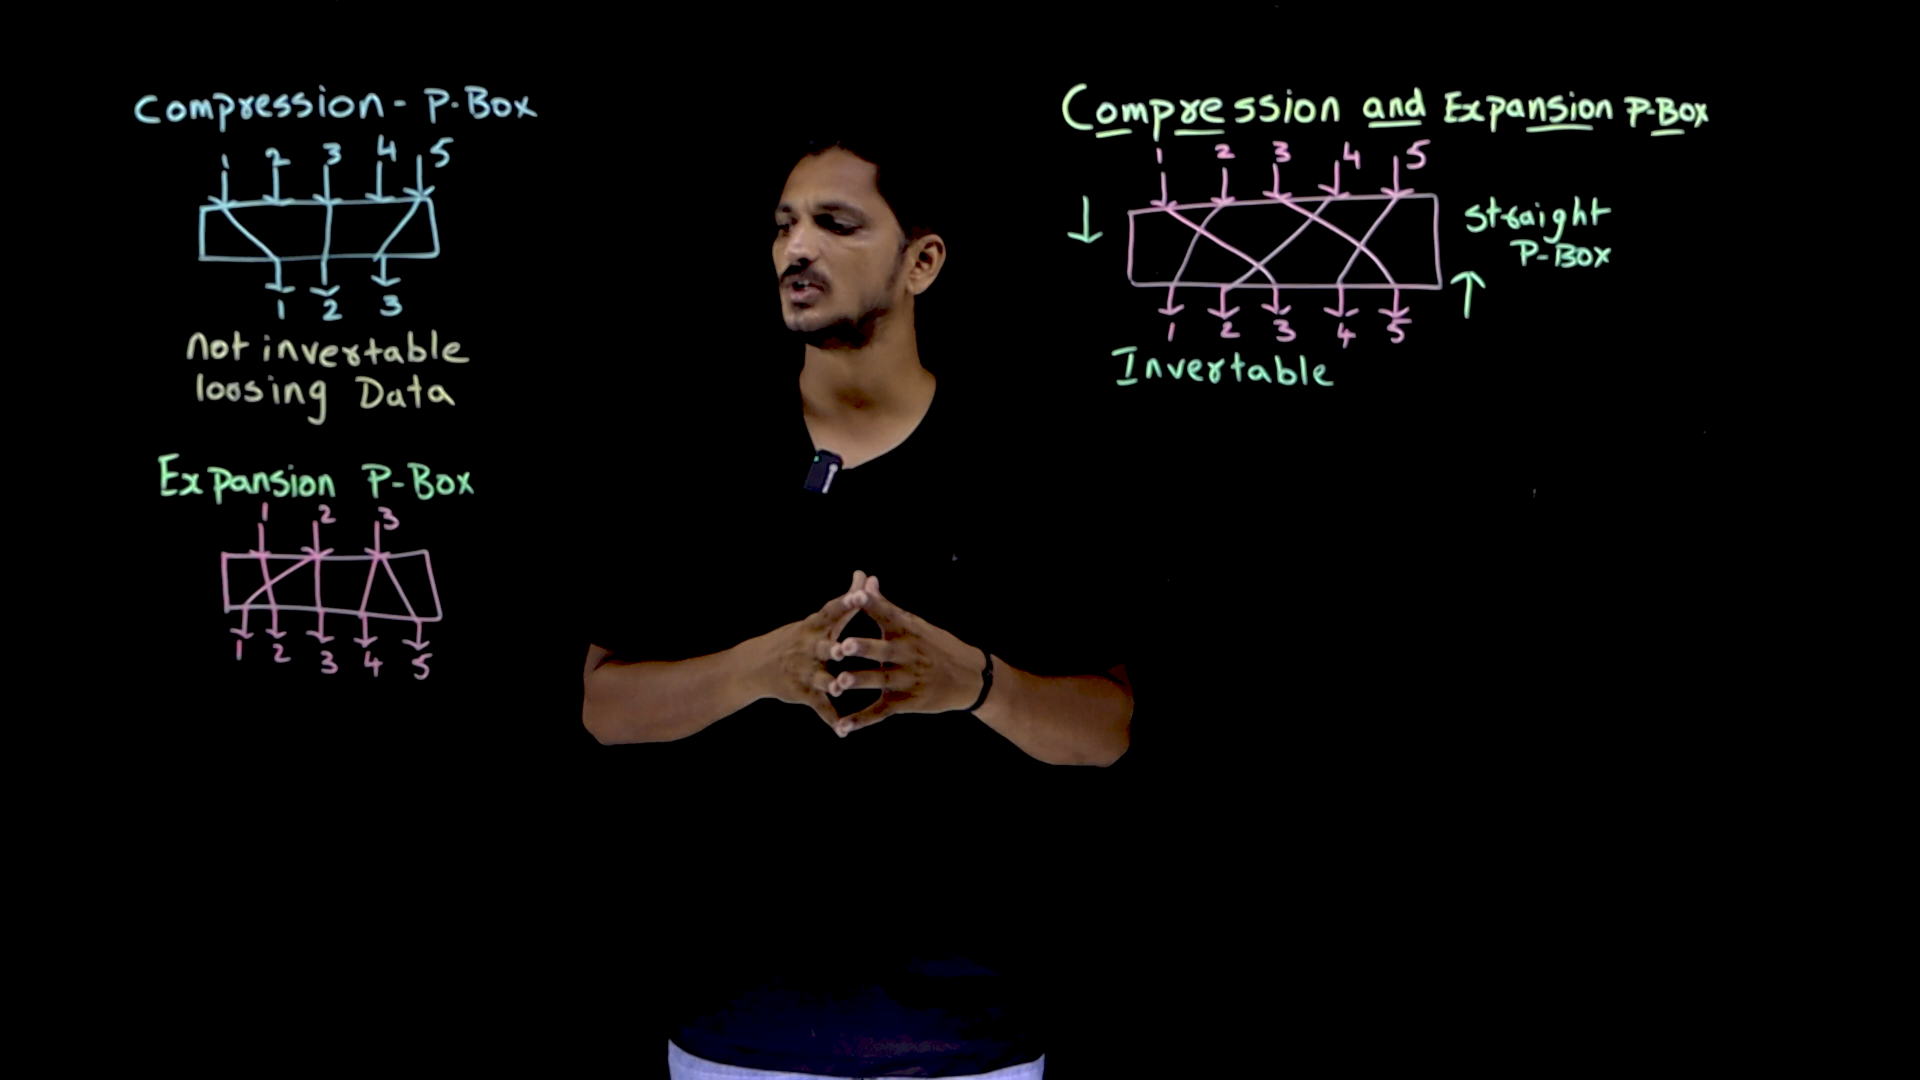 Compression - P-Box
1 2 3 4 5
1 2 3
not invertable
loosing Data
Expansion P-Box
1 2 3
1 2 3 4 5
Compression and Expansion P-Box
1 2 3 4 5
straight
P-Box
1 2 3 4 5
Invertable